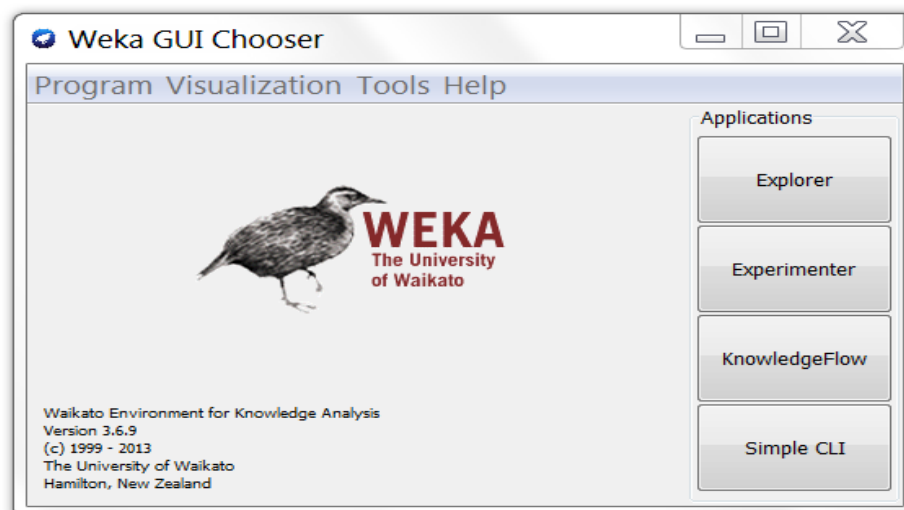 Weka GUI Chooser
Program Visualization Tools Help
Applications
Explorer
Experimenter
KnowledgeFlow
Simple CLI
WEKA
The University
of Waikato
Waikato Environment for Knowledge Analysis
Version 3.6.9
(c) 1999 - 2013
The University of Waikato
Hamilton, New Zealand